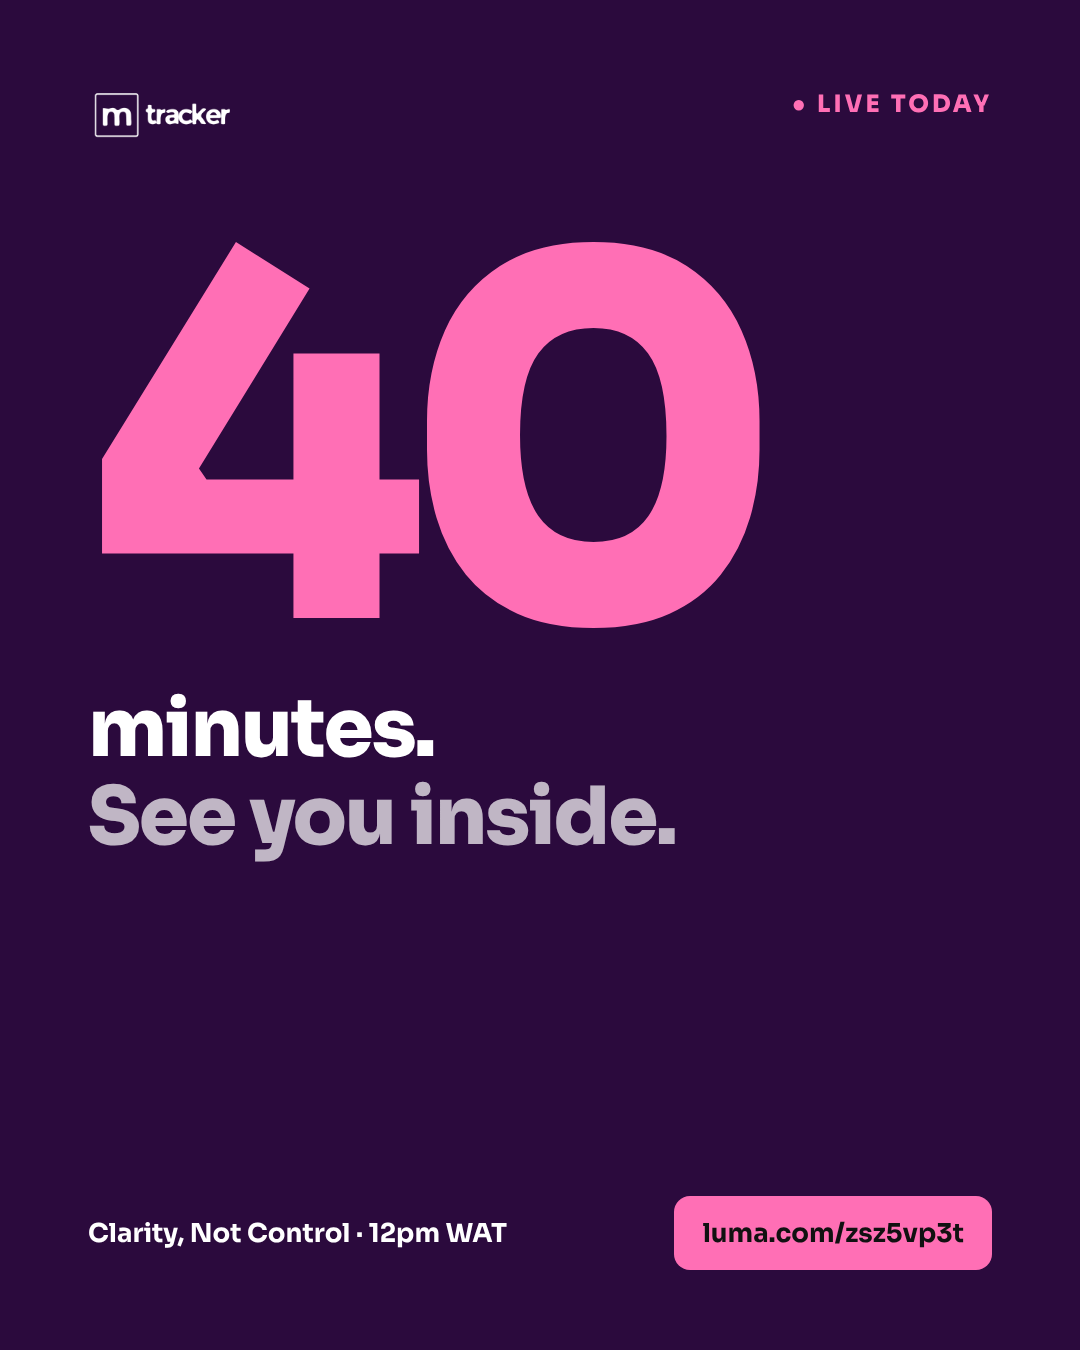 m tracker
• LIVE TODAY
40
minutes.
See you inside.
Clarity, Not Control · 12pm WAT
luma.com/zsz5vp3t